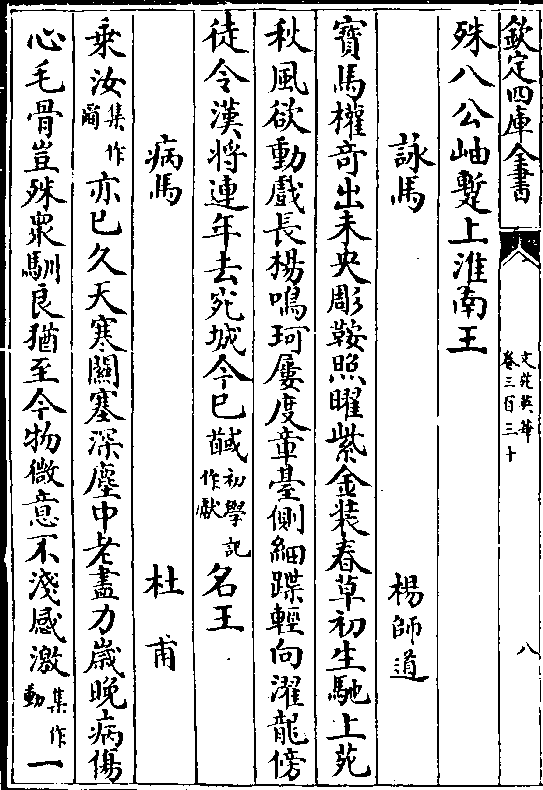 欽定四庫全書
文苑英華
卷三百三十
八
殊八公岫蹔上淮南王
詠馬　楊師道
寶馬權竒出未央彫鞍照曜紫金装春草初生馳上苑
秋風欲動戲長楊鳴珂屢度章臺側細蹀輕向濯龍傍
徒令漢將連年去宛城今巳馘初學記作獻名王
病馬　杜甫
乘汝集作爾亦已久天寒關塞深塵中老盡力嵗晚病傷
心毛骨豈殊衆馴良猶至今物微意不淺感激集作動一